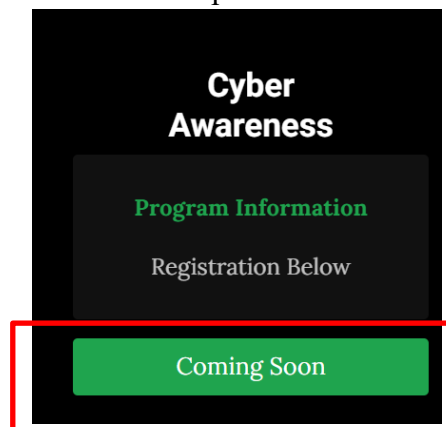 Cyber
Awareness
Program Information
Registration Below
Coming Soon